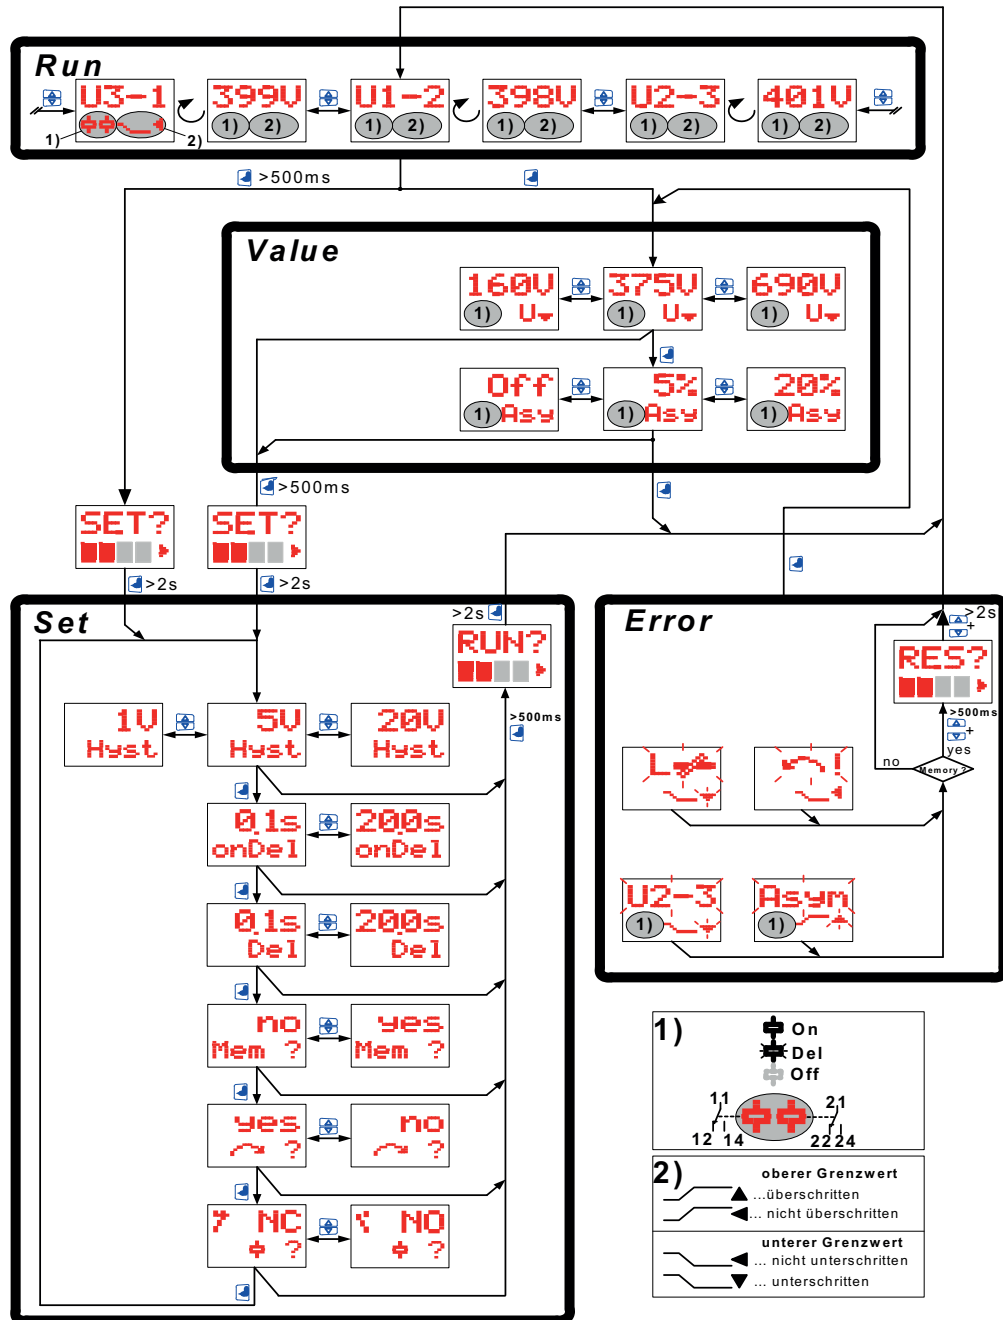 Run
U3-1 399V U1-2 398V U2-3 401V
1) 2) 1) 2) 1) 2) 1) 2) 1) 2) 1) 2)
>500ms
Value
160V 375V 690V
1) U 1) U 1) U
Off 5% 20%
1) Asy 1) Asy 1) Asy
>500ms
SET? SET?
>2s >2s
Set
>2s
RUN?
>500ms
1V 5V 20V
Hyst Hyst Hyst
0.1s 20.0s
onDel onDel
0.1s 20.0s
Del Del
no yes
Mem ? Mem ?
yes no
? ?
NC NO
? ?
Error
>2s
+
RES?
>500ms
+
yes
no
Memory?
L !
U2-3 Asym
1) 1)
1)
On
Del
Off
11 21
12 14 22 24
2)
oberer Grenzwert
...überschritten
... nicht überschritten
unterer Grenzwert
... nicht unterschritten
... unterschritten